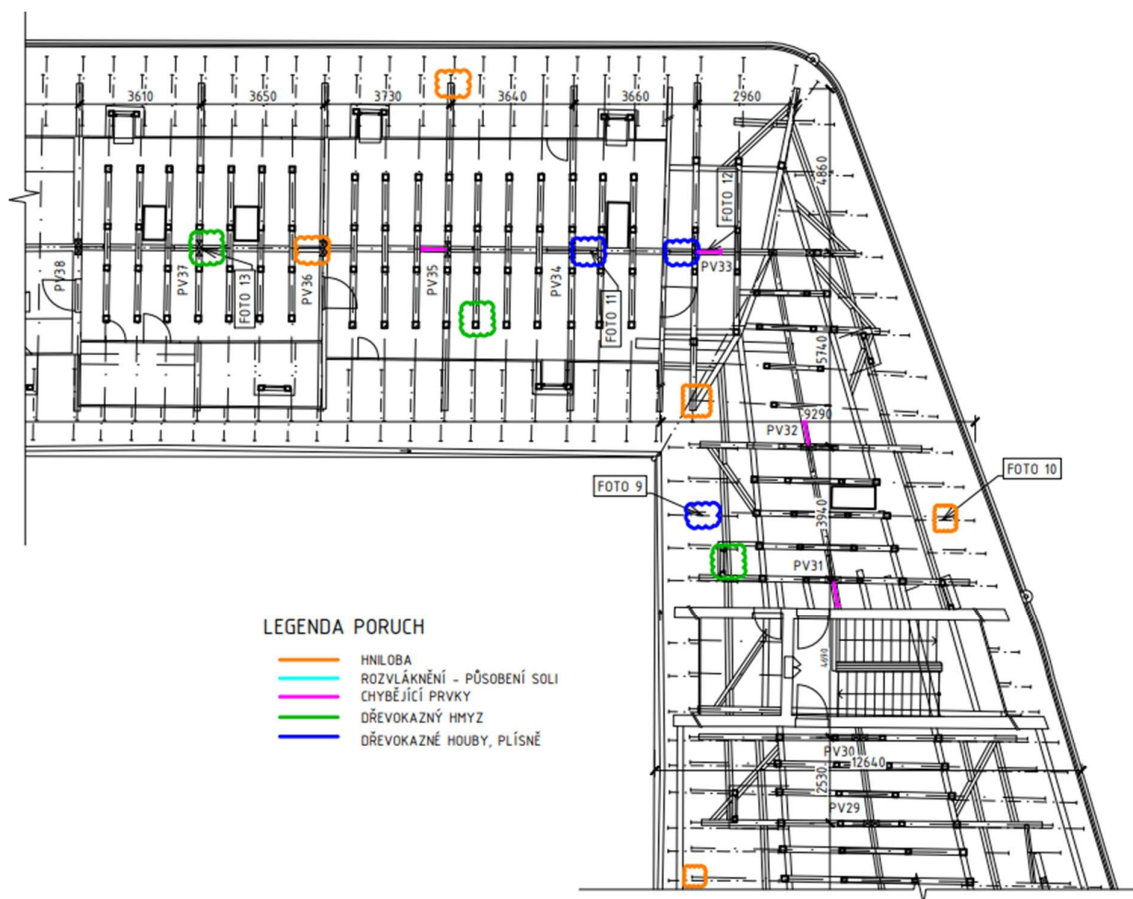 3610
3650
3730
3640
3660
2960
4860
FOTO 12
PV38
PV37
FOTO 13
PV36
PV35
PV34
FOTO 11
PV33
5740
9290
PV32
FOTO 9
FOTO 10
3940
PV31
LEGENDA PORUCH
HNILOBA
ROZVLÁKNĚNÍ - PŮSOBENÍ SOLI
CHYBĚJÍCÍ PRVKY
DŘEVOKAZNÝ HMYZ
DŘEVOKAZNÉ HOUBY, PLÍSNĚ
4690
PV30
12640
2530
PV29